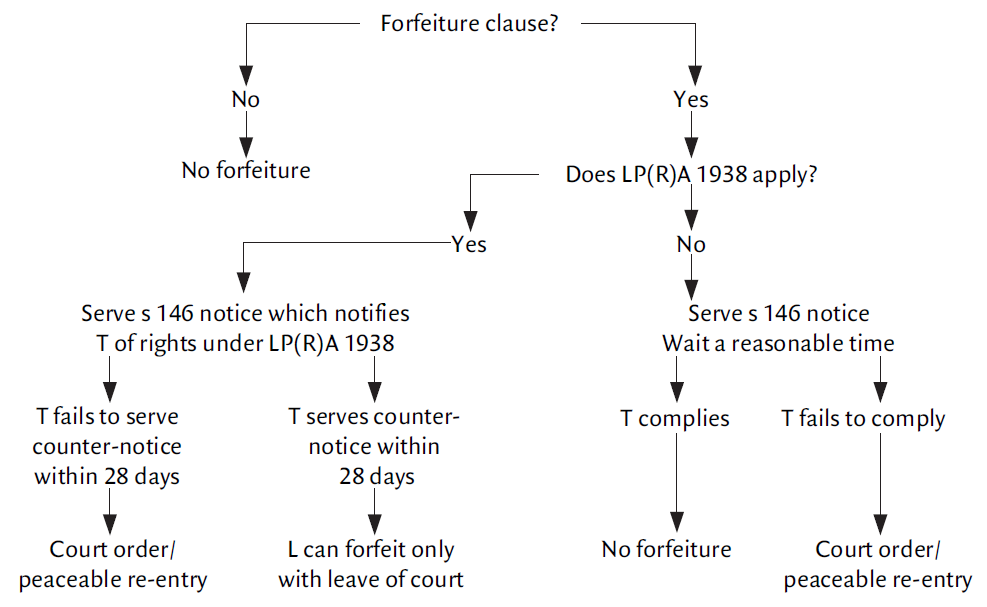 Forfeiture clause?
No
Yes
No forfeiture
Does LP(R)A 1938 apply?
Yes
No
Serve s 146 notice which notifies
T of rights under LP(R)A 1938
Serve s 146 notice
Wait a reasonable time
T fails to serve
counter-notice
within 28 days
T serves counter-
notice within
28 days
T complies
T fails to comply
Court order/
peaceable re-entry
L can forfeit only
with leave of court
No forfeiture
Court order/
peaceable re-entry